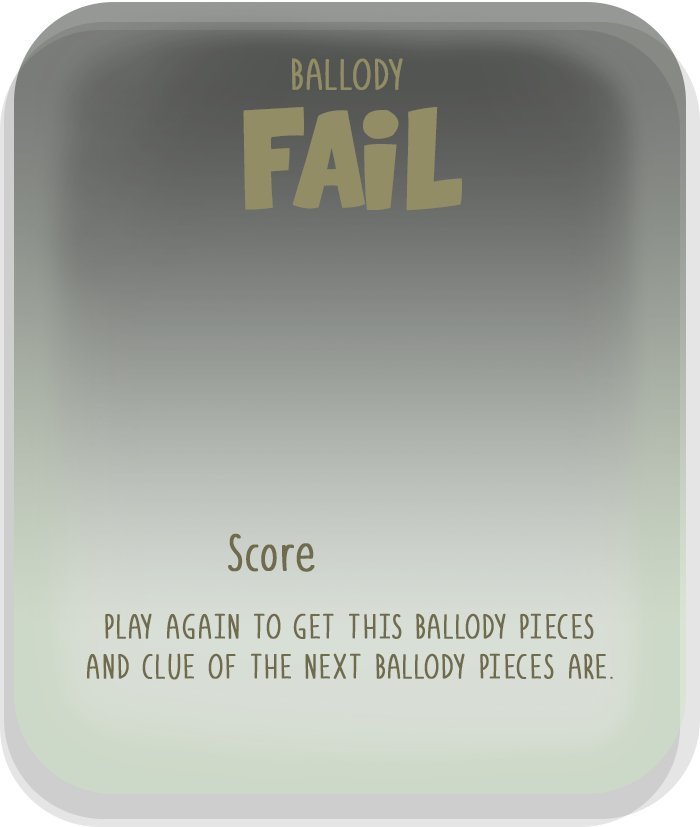 BALLODY
FAiL
Score
PLAY AGAIN TO GET THIS BALLODY PIECES
AND CLUE OF THE NEXT BALLODY PIECES ARE.